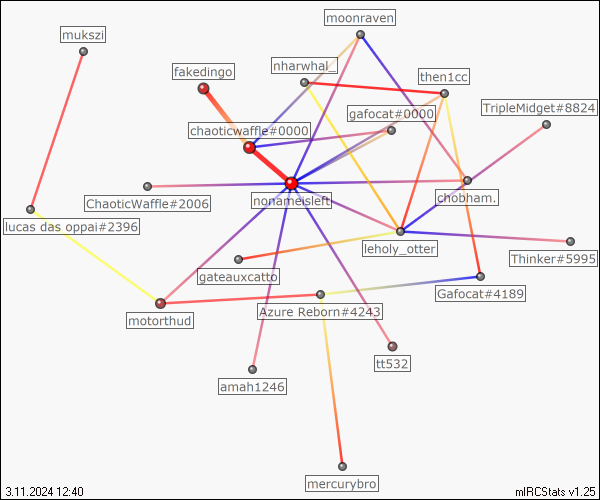 moonraven
mukszi
nharwhal_
fakedingo
then1cc
TripleMidget#8824
gafocat#0000
chaoticwaffle#0000
chobham.
ChaoticWaffle#2006
nonameisleft
lucas das oppai#2396
leholy_otter
Thinker#5995
gateauxcatto
Gafocat#4189
Azure Reborn#4243
motorthud
tt532
amah1246
mercurybro
3.11.2024 12:40
mIRCStats v1.25